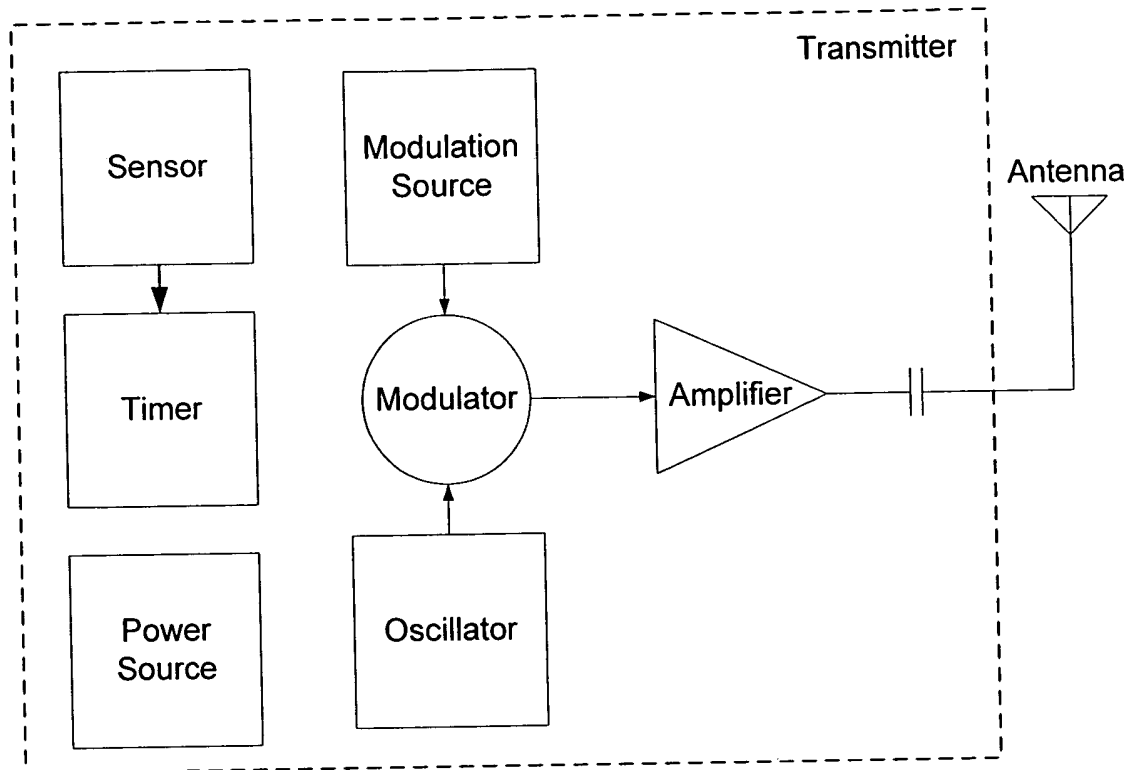 Transmitter
Sensor
Modulation
Source
Antenna
Timer
Modulator
Amplifier
Power
Source
Oscillator